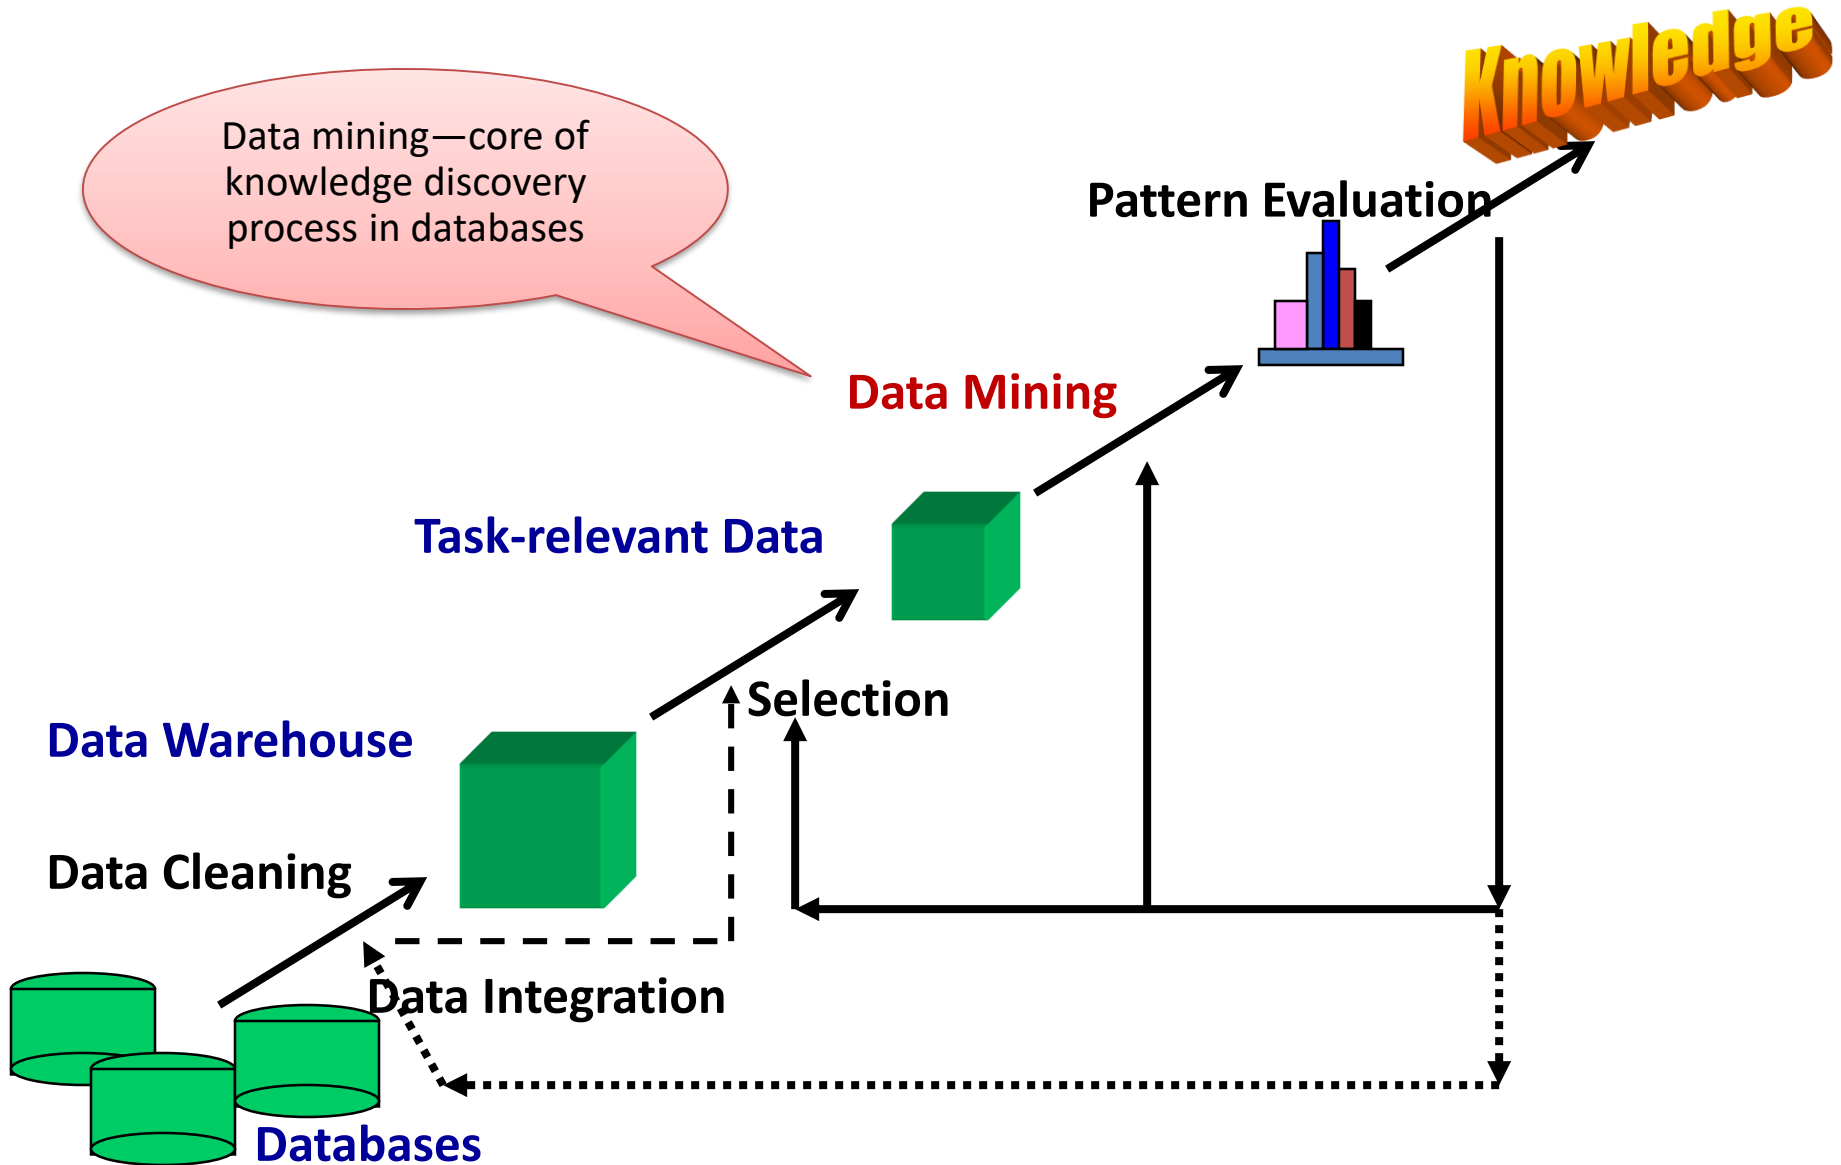 Knowledge
Data mining—core of
knowledge discovery
process in databases
Pattern Evaluation
Data Mining
Task-relevant Data
Selection
Data Warehouse
Data Cleaning
Data Integration
Databases